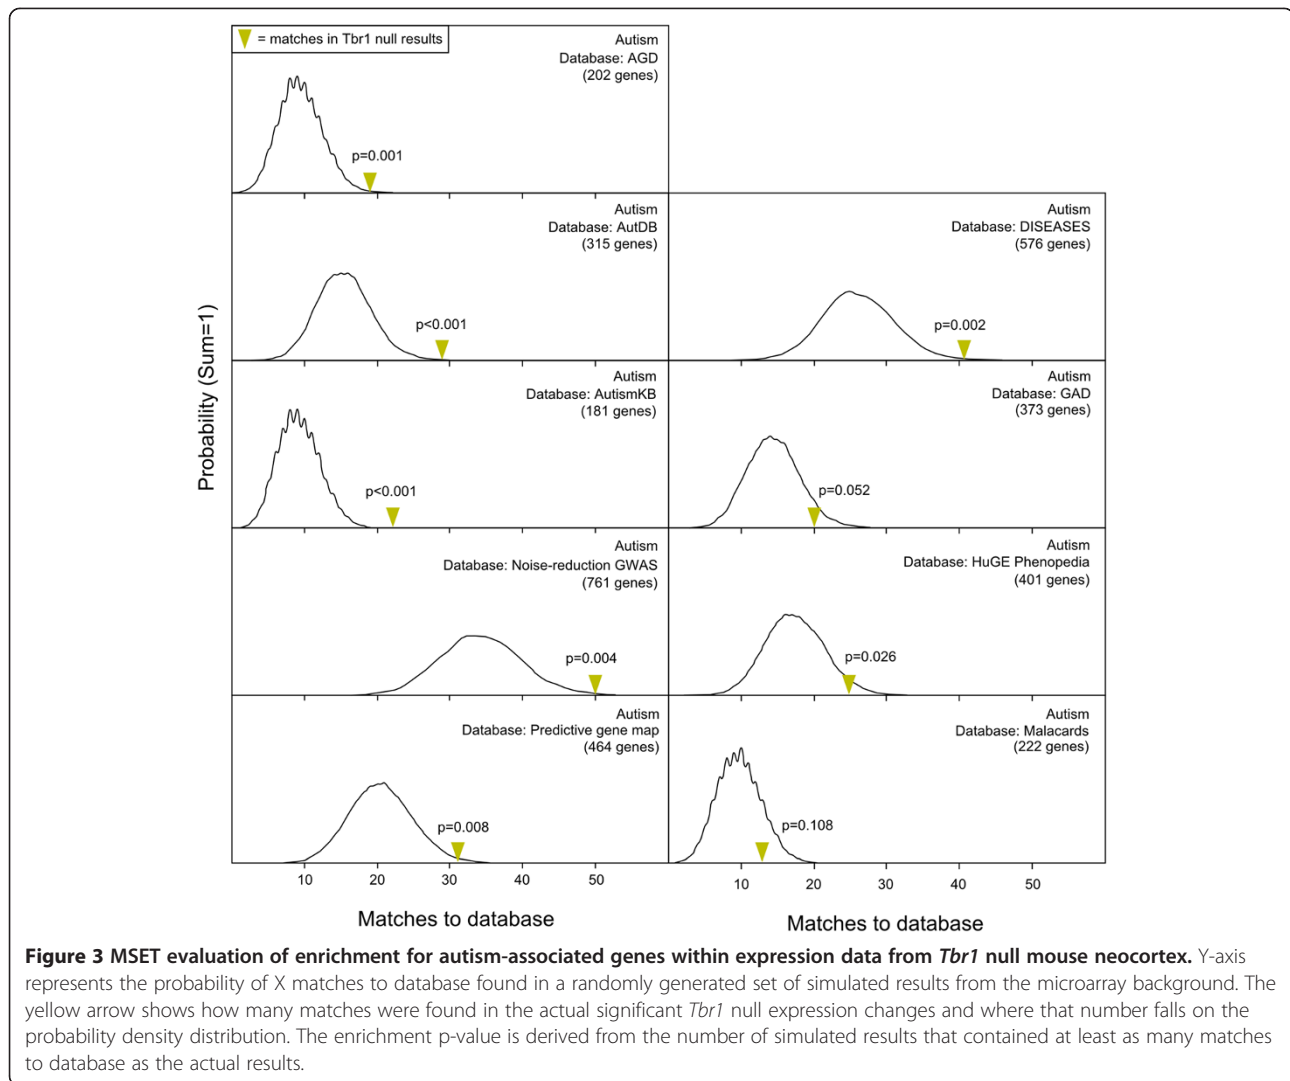 = matches in Tbr1 null results
Autism
Database: AGD
(202 genes)
p=0.001
Autism
Database: AutDB
(315 genes)
p<0.001
Autism
Database: DISEASES
(576 genes)
p=0.002
Probability (Sum=1)
Autism
Database: AutismKB
(181 genes)
p<0.001
Autism
Database: GAD
(373 genes)
p=0.052
Autism
Database: Noise-reduction GWAS
(761 genes)
p=0.004
Autism
Database: HuGE Phenopedia
(401 genes)
p=0.026
Autism
Database: Predictive gene map
(464 genes)
p=0.008
Autism
Database: Malacards
(222 genes)
p=0.108
10 20 30 40 50
10 20 30 40 50
Matches to database
Matches to database
Figure 3 MSET evaluation of enrichment for autism-associated genes within expression data from Tbr1 null mouse neocortex. Y-axis
represents the probability of X matches to database found in a randomly generated set of simulated results from the microarray background. The
yellow arrow shows how many matches were found in the actual significant Tbr1 null expression changes and where that number falls on the
probability density distribution. The enrichment p-value is derived from the number of simulated results that contained at least as many matches
to database as the actual results.